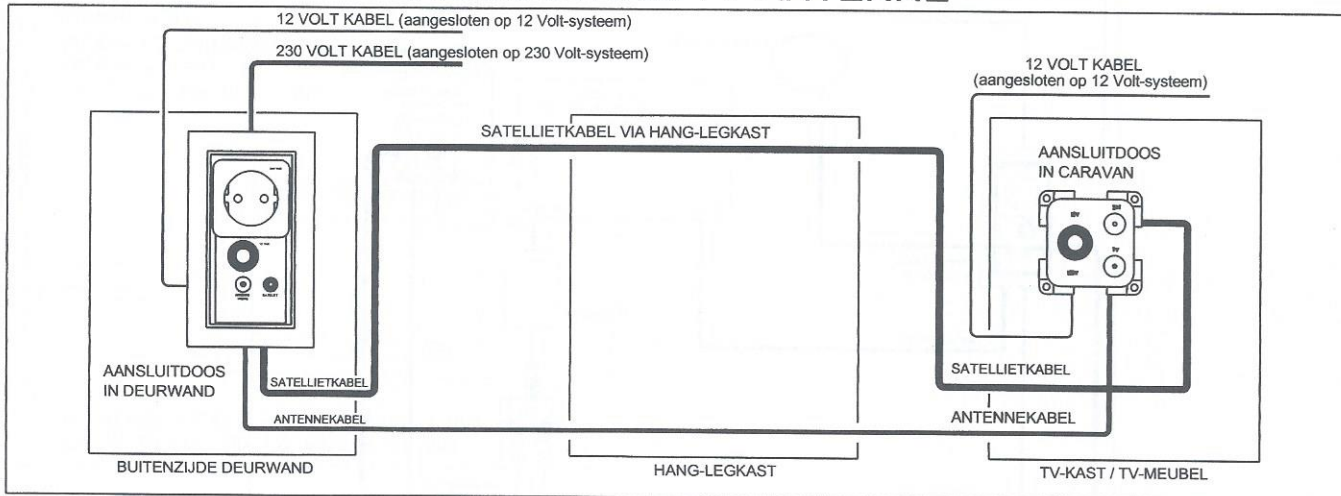 12 VOLT KABEL (aangesloten op 12 Volt-systeem)
230 VOLT KABEL (aangesloten op 230 Volt-systeem)
12 VOLT KABEL
(aangesloten op 12 Volt-systeem)
SATELLIETKABEL VIA HANG-LEGKAST
AANSLUITDOOS
IN CARAVAN
12V
TV
AANSLUITDOOS
IN DEURWAND
SATELLIETKABEL
ANTENNEKABEL
SATELLIETKABEL
ANTENNEKABEL
BUITENZIJDE DEURWAND
HANG-LEGKAST
TV-KAST / TV-MEUBEL